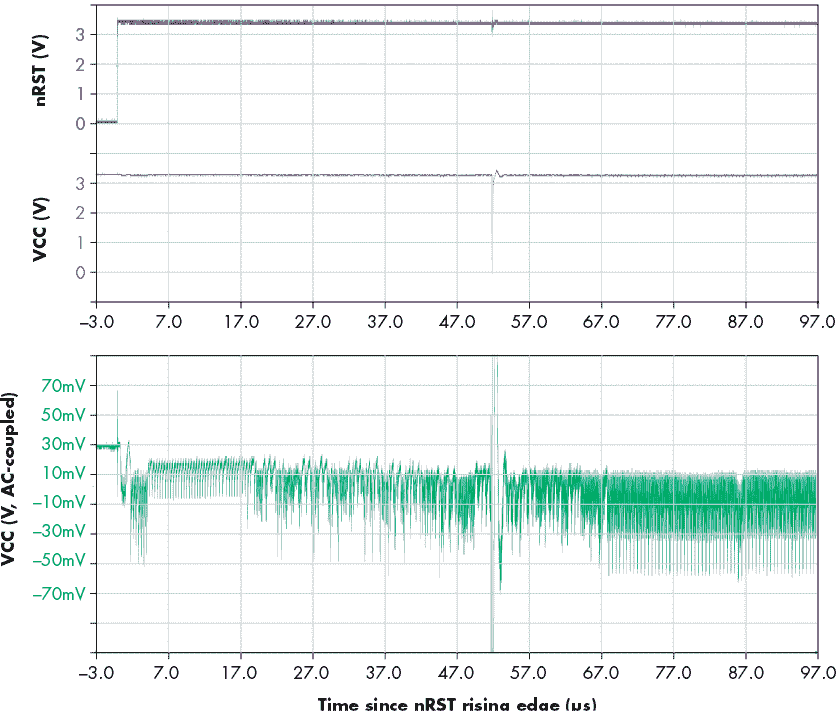 nRST (V)
3
2
1
0
VCC (V)
3
2
1
0
–3.0 7.0 17.0 27.0 37.0 47.0 57.0 67.0 77.0 87.0 97.0
VCC (V, AC-coupled)
70mV
50mV
30mV
10mV
–10mV
–30mV
–50mV
–70mV
–3.0 7.0 17.0 27.0 37.0 47.0 57.0 67.0 77.0 87.0 97.0
Time since nRST rising edge (µs)